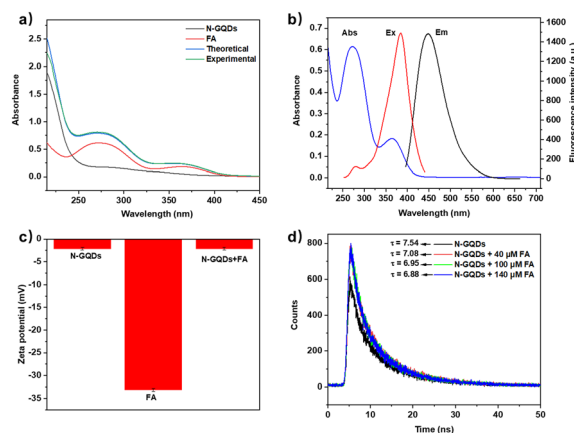 a)
N-GQDs
FA
Theoretical
Experimental
2.5
2.0
1.5
1.0
0.5
0.0
Absorbance
250 300 350 400 450
Wavelength (nm)
b)
Abs Ex Em
0.7
0.6
0.5
0.4
0.3
0.2
0.1
0.0
Absorbance
1600
1400
1200
1000
800
600
400
200
0
Fluorescence intensity (a.u.)
250 300 350 400 450 500 550 600 650 700
Wavelength (nm)
c)
0
-5
-10
-15
-20
-25
-30
-35
Zeta potential (mV)
N-GQDs
FA
N-GQDs+FA
d)
τ = 7.54 N-GQDs
τ = 7.08 N-GQDs + 40 μM FA
τ = 6.95 N-GQDs + 100 μM FA
τ = 6.88 N-GQDs + 140 μM FA
800
600
400
200
0
Counts
0 10 20 30 40 50
Time (ns)